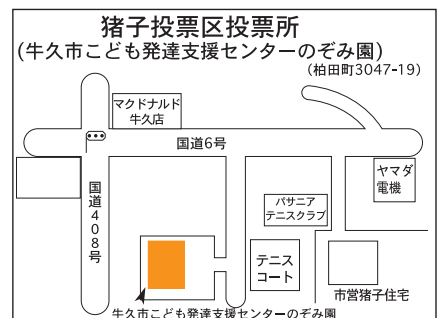 猪子投票区投票所
(牛久市こども発達支援センターのぞみ園)
(柏田町3047-19)
マクドナルド
牛久店
国道6号
ヤマダ
電機
国道408号
パサニア
テニスクラブ
テニス
コート
市営猪子住宅
牛久市こども発達支援センターのぞみ園